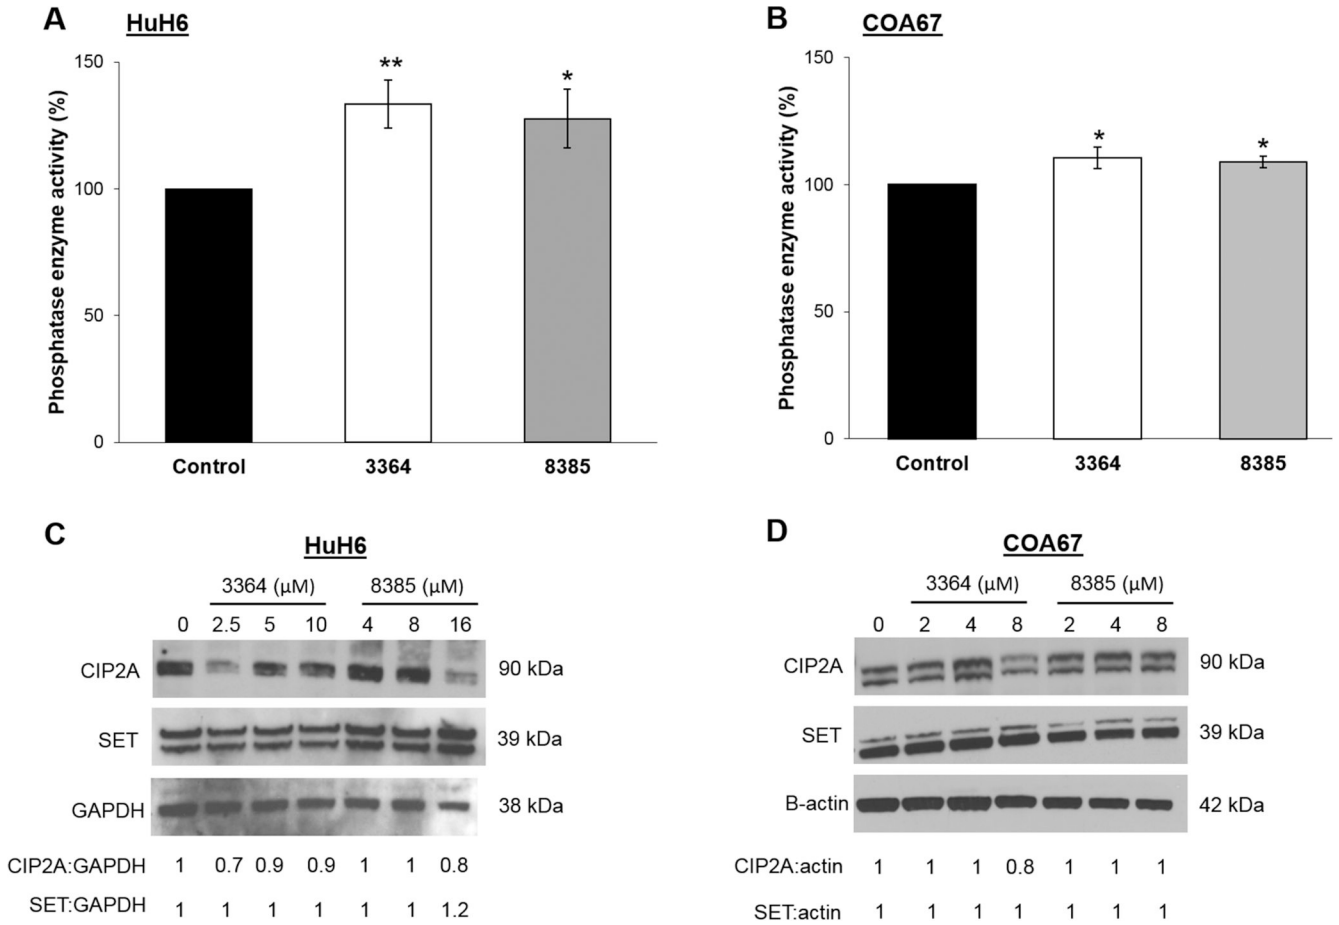 A
HuH6
Phosphatase enzyme activity (%)
150
100
50
0
**
*
Control
3364
8385
B
COA67
Phosphatase enzyme activity (%)
150
100
50
0
*
*
Control
3364
8385
C
HuH6
3364 (μM)
8385 (μM)
0 2.5 5 10 4 8 16
CIP2A 90 kDa
SET 39 kDa
GAPDH 38 kDa
CIP2A:GAPDH 1 0.7 0.9 0.9 1 1 0.8
SET:GAPDH 1 1 1 1 1 1 1.2
D
COA67
3364 (μM)
8385 (μM)
0 2 4 8 2 4 8
CIP2A 90 kDa
SET 39 kDa
B-actin 42 kDa
CIP2A:actin 1 1 1 0.8 1 1 1
SET:actin 1 1 1 1 1 1 1